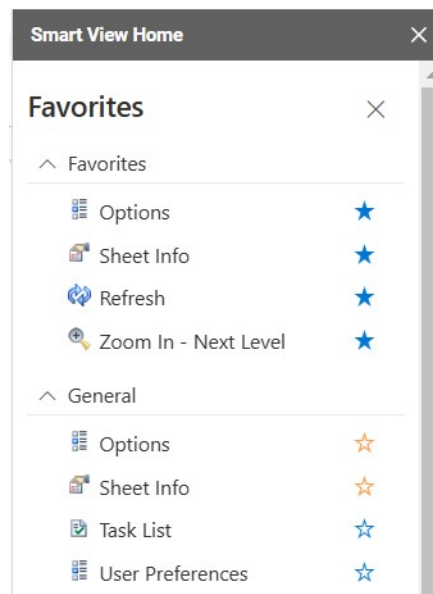 Smart View Home
Favorites
Favorites
Options
Sheet Info
Refresh
Zoom In - Next Level
General
Options
Sheet Info
Task List
User Preferences